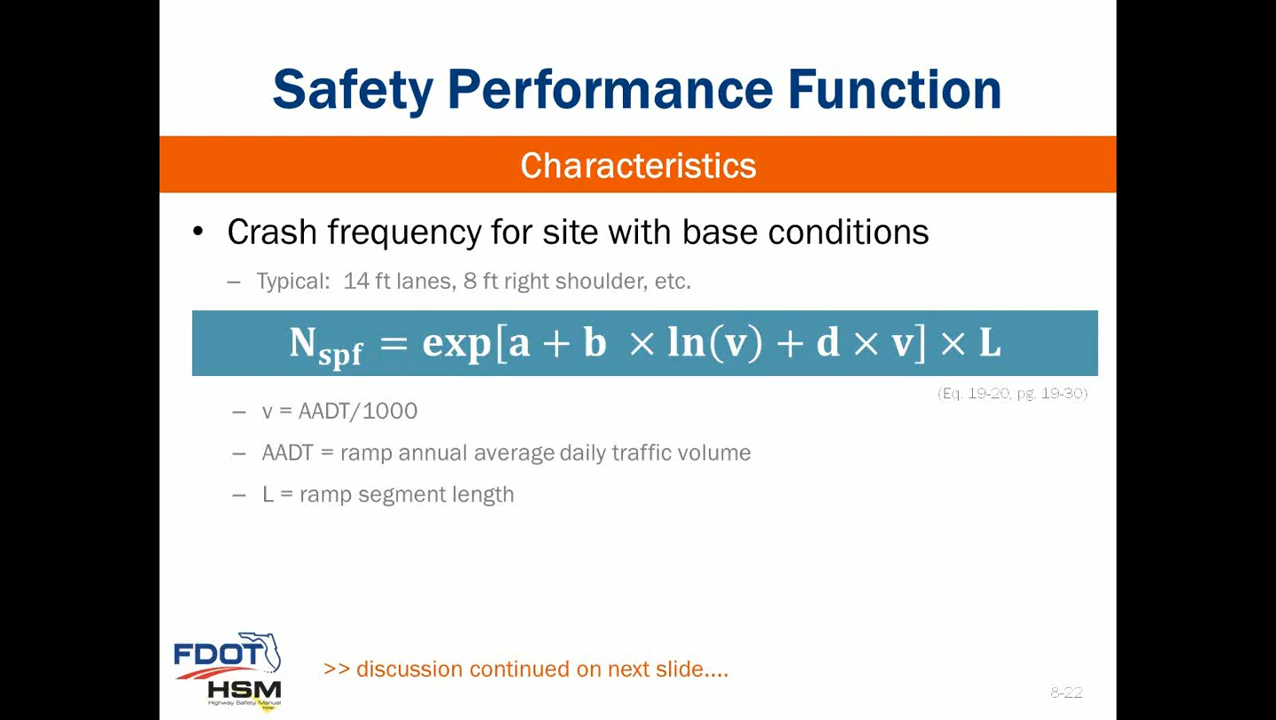 Safety Performance Function
Characteristics
• Crash frequency for site with base conditions
– Typical: 14 ft lanes, 8 ft right shoulder, etc.
N_spf = exp[a + b × ln(v) + d × v] × L
(Eq. 19-20, pg. 19-30)
– v = AADT/1000
– AADT = ramp annual average daily traffic volume
– L = ramp segment length
FDOT
HSM
Highway Safety Manual
>> discussion continued on next slide....
8-22